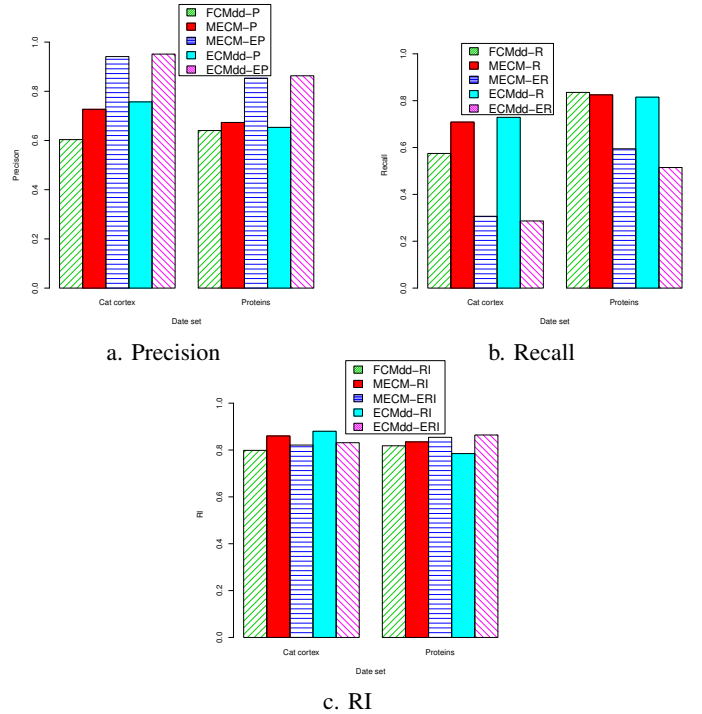 FCMdd-P
MECM-P
MECM-EP
ECMdd-P
ECMdd-EP
Precison
0.0 0.2 0.4 0.6 0.8 1.0
Cat cortex Proteins
Date set
a. Precision
FCMdd-R
MECM-R
MECM-ER
ECMdd-R
ECMdd-ER
Recall
0.0 0.2 0.4 0.6 0.8 1.0
Cat cortex Proteins
Date set
b. Recall
FCMdd-RI
MECM-RI
MECM-ERI
ECMdd-RI
ECMdd-ERI
RI
0.0 0.2 0.4 0.6 0.8 1.0
Cat cortex Proteins
Date set
c. RI